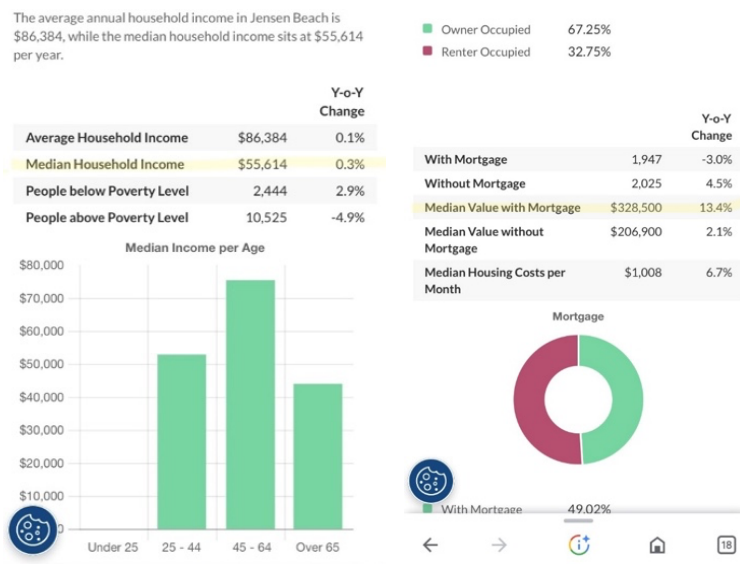 The average annual household income in Jensen Beach is
$86,384, while the median household income sits at $55,614
per year.
Y-o-Y
Change
Average Household Income $86,384 0.1%
Median Household Income $55,614 0.3%
People below Poverty Level 2,444 2.9%
People above Poverty Level 10,525 -4.9%
Median Income per Age
$80,000
$70,000
$60,000
$50,000
$40,000
$30,000
$20,000
$10,000
0
Under 25 25 - 44 45 - 64 Over 65
Owner Occupied 67.25%
Renter Occupied 32.75%
Y-o-Y
Change
With Mortgage 1,947 -3.0%
Without Mortgage 2,025 4.5%
Median Value with Mortgage $328,500 13.4%
Median Value without $206,900 2.1%
Mortgage
Median Housing Costs per $1,008 6.7%
Month
Mortgage
With Mortgage 49.02%
18